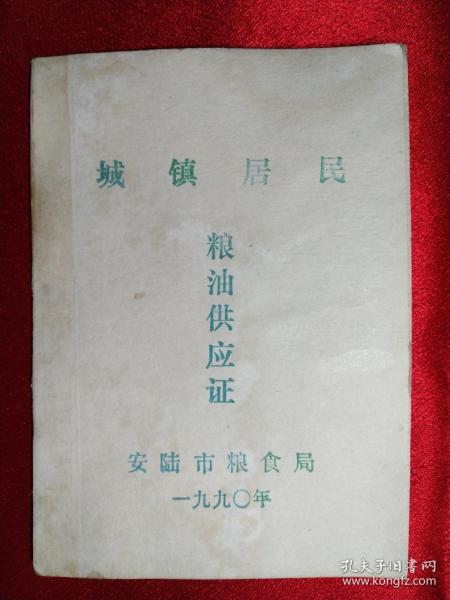 城镇居民
粮油供应证
安陆市粮食局
一九九〇年
孔夫子旧书网
www.kongfz.com